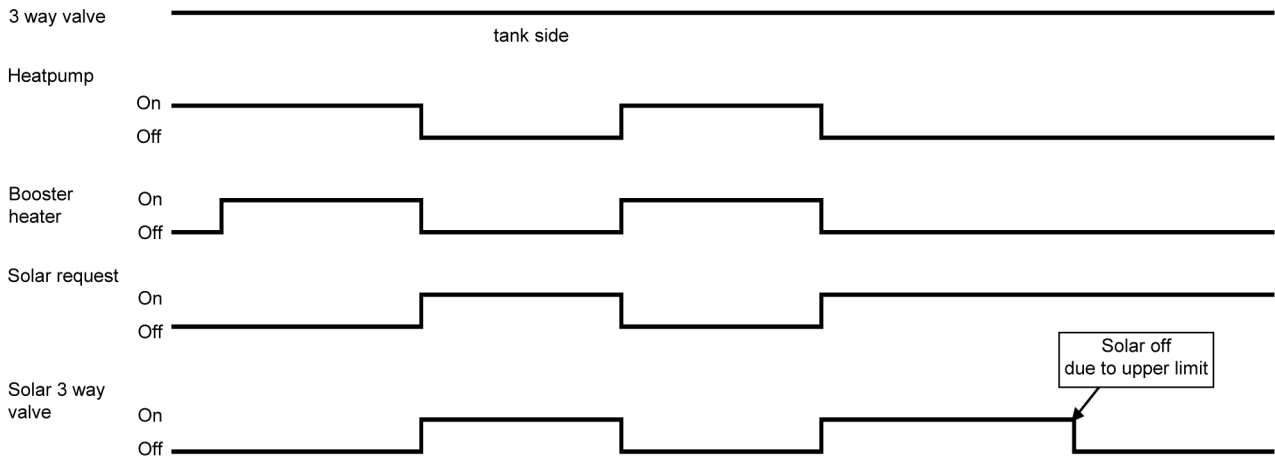 3 way valve
tank side
Heatpump
On
Off
Booster
heater
On
Off
Solar request
On
Off
Solar off
due to upper limit
Solar 3 way
valve
On
Off